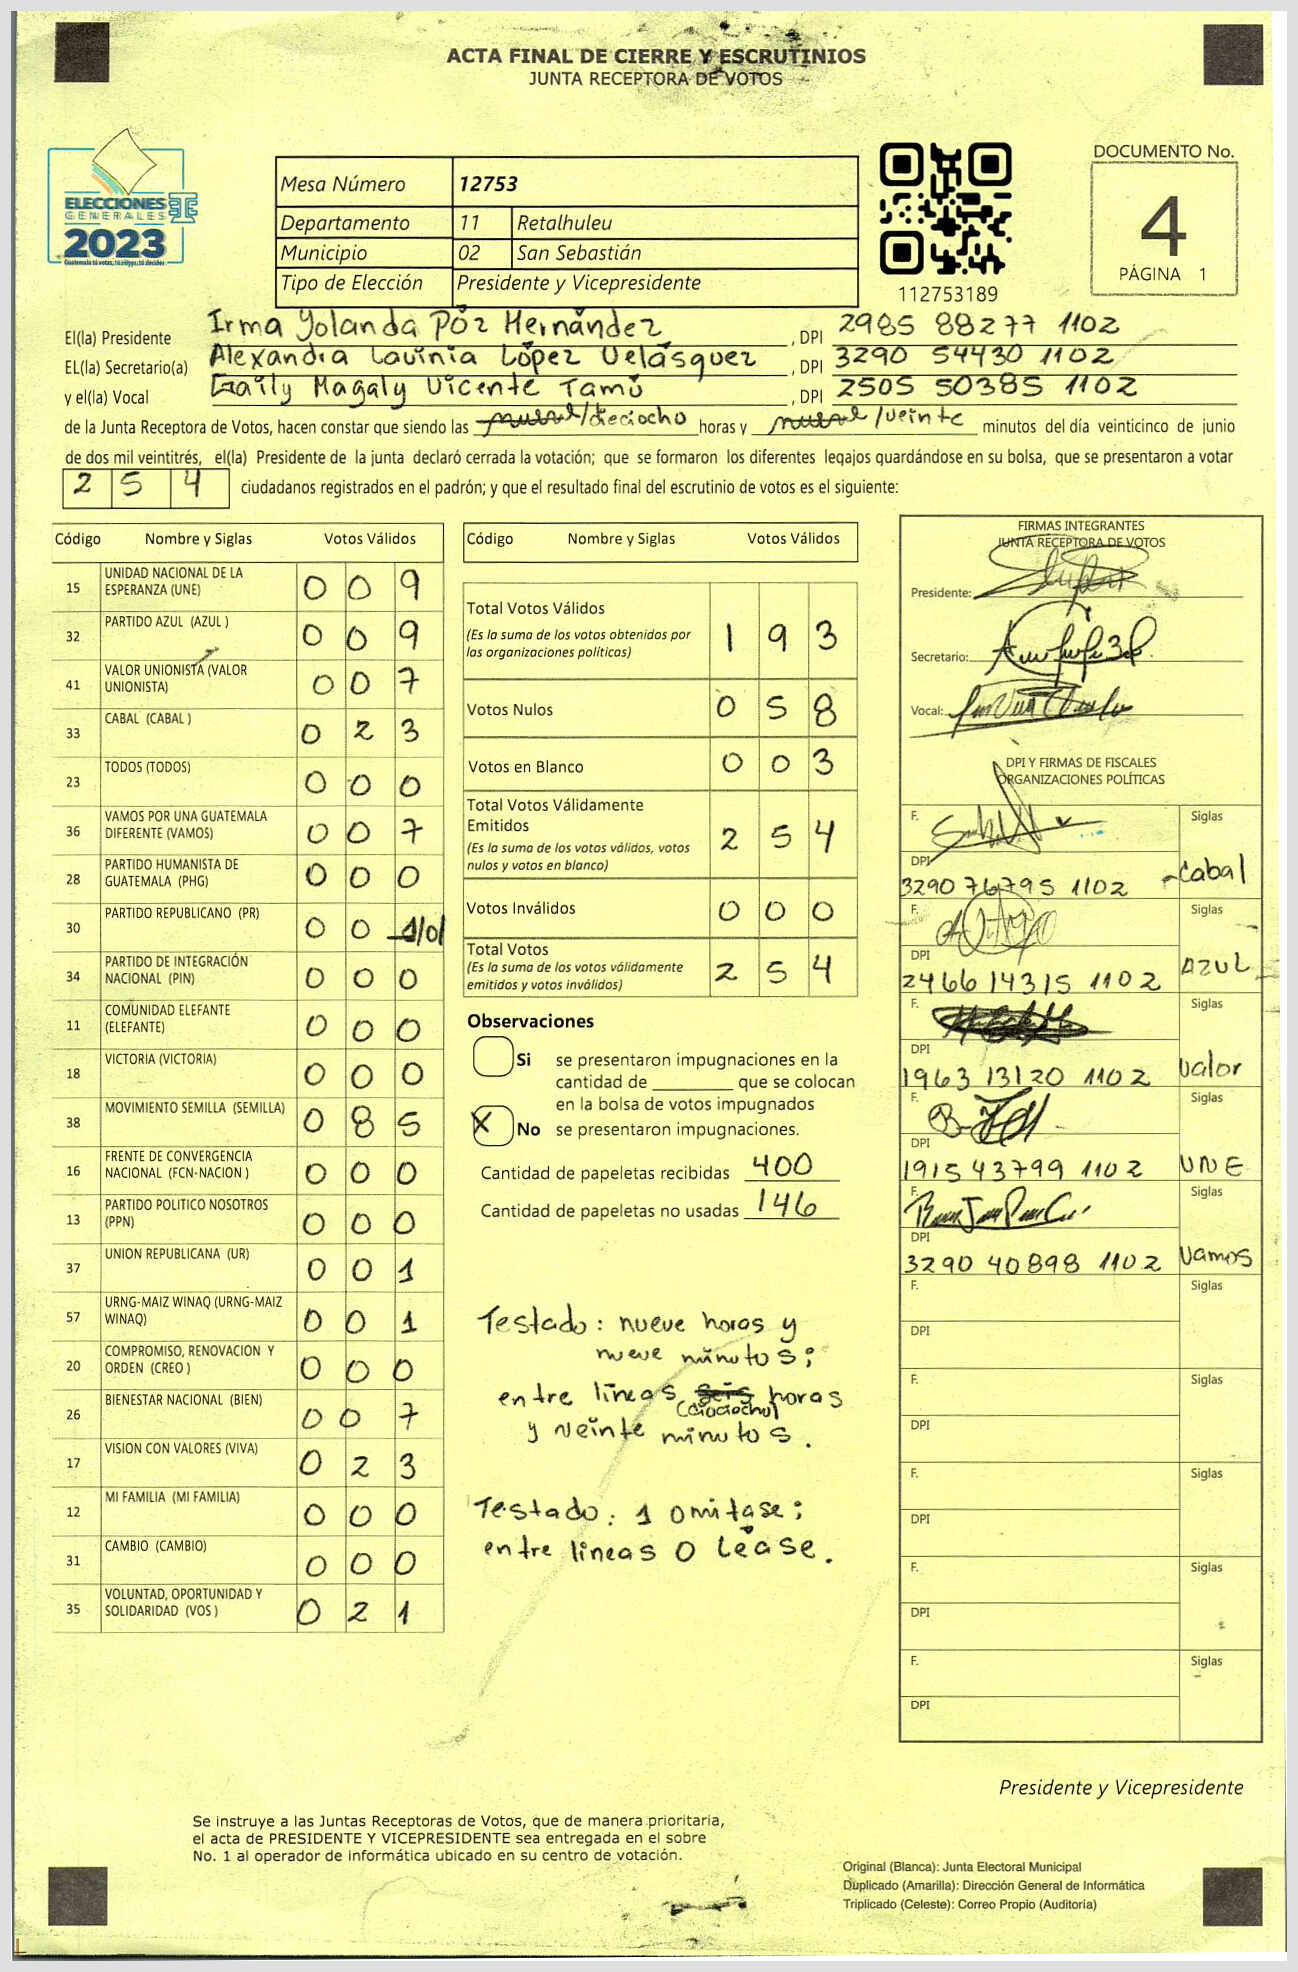 ACTA FINAL DE CIERRE Y ESCRUTINIOS
JUNTA RECEPTORA DE VOTOS
ELECCIONES
GENERALES
2023
Mesa Número 12753
Departamento 11 Retalhuleu
Municipio 02 San Sebastián
Tipo de Elección Presidente y Vicepresidente
112753189
DOCUMENTO No.
4
PÁGINA 1
El(la) Presidente Irma Yolanda Póz Hernández, DPI 2985 88277 1102
EL(la) Secretario(a) Alexandra Lavinia López Velásquez, DPI 3290 54430 1102
y el(la) Vocal Magaly Vicente Tamú, DPI 2505 50385 1102
de la Junta Receptora de Votos, hacen constar que siendo las nueve/dieciocho horas y nueve/veinte minutos del día veinticinco de junio
de dos mil veintitrés, el(la) Presidente de la junta declaró cerrada la votación; que se formaron los diferentes legajos guardándose en su bolsa, que se presentaron a votar
2 5 4 ciudadanos registrados en el padrón; y que el resultado final del escrutinio de votos es el siguiente:
Código Nombre y Siglas Votos Válidos
15 UNIDAD NACIONAL DE LA ESPERANZA (UNE) 0 0 9
32 PARTIDO AZUL (AZUL ) 0 0 9
41 VALOR UNIONISTA (VALOR UNIONISTA) 0 0 7
33 CABAL (CABAL ) 0 2 3
23 TODOS (TODOS) 0 0 0
36 VAMOS POR UNA GUATEMALA DIFERENTE (VAMOS) 0 0 7
28 PARTIDO HUMANISTA DE GUATEMALA (PHG) 0 0 0
30 PARTIDO REPUBLICANO (PR) 0 0 1/0/
34 PARTIDO DE INTEGRACIÓN NACIONAL (PIN) 0 0 0
11 COMUNIDAD ELEFANTE (ELEFANTE) 0 0 0
18 VICTORIA (VICTORIA) 0 0 0
38 MOVIMIENTO SEMILLA (SEMILLA) 0 8 5
16 FRENTE DE CONVERGENCIA NACIONAL (FCN-NACION ) 0 0 0
13 PARTIDO POLITICO NOSOTROS (PPN) 0 0 0
37 UNION REPUBLICANA (UR) 0 0 1
57 URNG-MAIZ WINAQ (URNG-MAIZ WINAQ) 0 0 1
20 COMPROMISO, RENOVACION Y ORDEN (CREO ) 0 0 0
26 BIENESTAR NACIONAL (BIEN) 0 0 7
17 VISION CON VALORES (VIVA) 0 2 3
12 MI FAMILIA (MI FAMILIA) 0 0 0
31 CAMBIO (CAMBIO) 0 0 0
35 VOLUNTAD, OPORTUNIDAD Y SOLIDARIDAD (VOS ) 0 2 1
Código Nombre y Siglas Votos Válidos
Total Votos Válidos 1 9 3
(Es la suma de los votos obtenidos por
las organizaciones políticas)
Votos Nulos 0 5 8
Votos en Blanco 0 0 3
Total Votos Válidamente
Emitidos 2 5 4
(Es la suma de los votos válidos, votos
nulos y votos en blanco)
Votos Inválidos 0 0 0
Total Votos 2 5 4
(Es la suma de los votos válidamente
emitidos y votos inválidos)
Observaciones
Si se presentaron impugnaciones en la
cantidad de ________ que se colocan
en la bolsa de votos impugnados
X No se presentaron impugnaciones.
Cantidad de papeletas recibidas 400
Cantidad de papeletas no usadas 146
Testado: nueve horas y
nueve minutos;
entre líneas seis horas
(dieciocho)
y veinte minutos.
Testado: 1 omitase;
entre lineas 0 léase.
FIRMAS INTEGRANTES
JUNTA RECEPTORA DE VOTOS
Presidente:
Secretario:
Vocal:
DPI Y FIRMAS DE FISCALES
ORGANIZACIONES POLÍTICAS
F. Siglas
DPI
3290 76795 1102 Cabal
F. Siglas
DPI
2466 14315 1102 AZUL
F. Siglas
DPI
1963 13120 1102 Valor
F. Siglas
DPI
1915 43799 1102 UNE
F. Siglas
DPI
3290 40898 1102 Vamos
F. Siglas
DPI
F. Siglas
DPI
F. Siglas
DPI
F. Siglas
DPI
F. Siglas
DPI
Presidente y Vicepresidente
Se instruye a las Juntas Receptoras de Votos, que de manera prioritaria,
el acta de PRESIDENTE Y VICEPRESIDENTE sea entregada en el sobre
No. 1 al operador de informática ubicado en su centro de votación.
Original (Blanca): Junta Electoral Municipal
Duplicado (Amarilla): Dirección General de Informática
Triplicado (Celeste): Correo Propio (Auditoría)